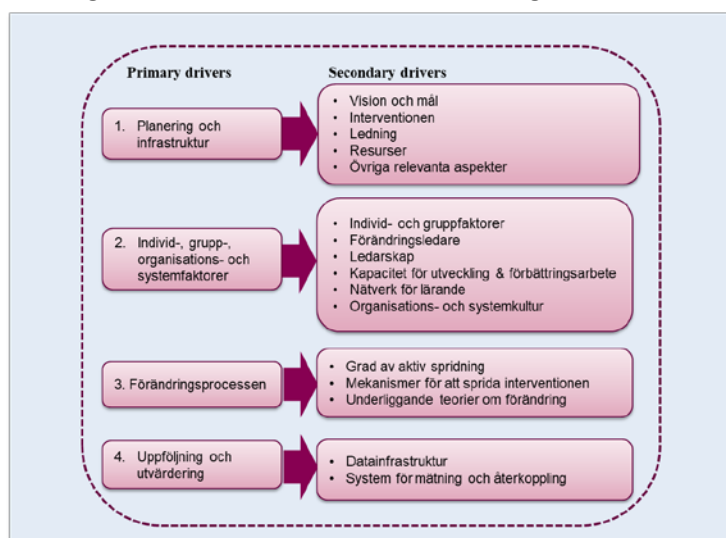 Primary drivers
Secondary drivers
1. Planering och
infrastruktur
• Vision och mål
• Interventionen
• Ledning
• Resurser
• Övriga relevanta aspekter
2. Individ-, grupp-,
organisations- och
systemfaktorer
• Individ- och gruppfaktorer
• Förändringsledare
• Ledarskap
• Kapacitet för utveckling & förbättringsarbete
• Nätverk för lärande
• Organisations- och systemkultur
3. Förändringsprocessen
• Grad av aktiv spridning
• Mekanismer för att sprida interventionen
• Underliggande teorier om förändring
4. Uppföljning och
utvärdering
• Datainfrastruktur
• System för mätning och återkoppling